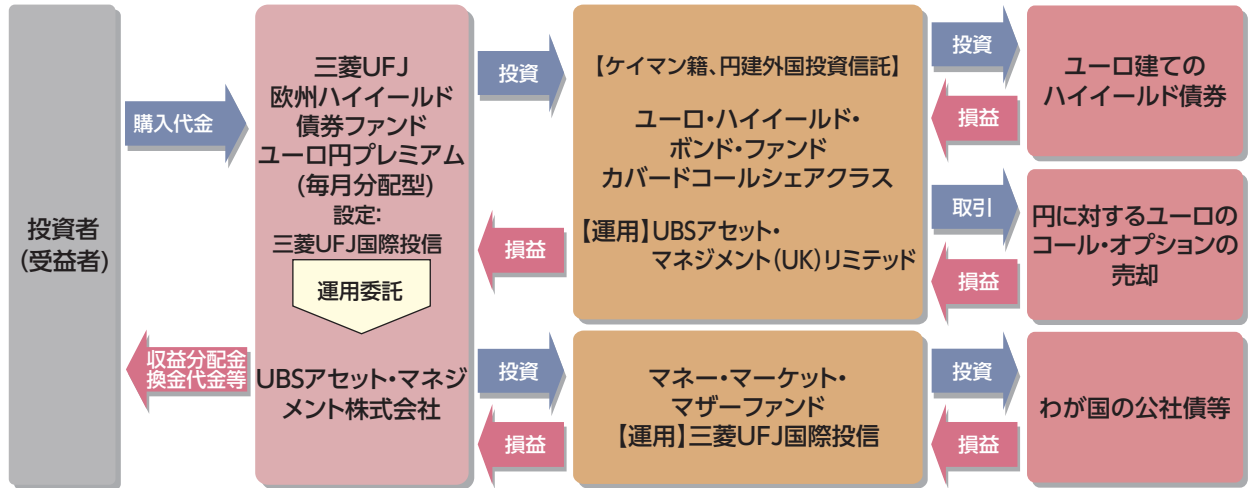 投資者
(受益者)
購入代金
収益分配金
換金代金等
三菱UFJ
欧州ハイイールド
債券ファンド
ユーロ円プレミアム
(毎月分配型)
設定:
三菱UFJ国際投信
運用委託
UBSアセット・マネジ
メント株式会社
投資
損益
投資
損益
【ケイマン籍、円建外国投資信託】
ユーロ・ハイイールド・
ボンド・ファンド
カバードコールシェアクラス
【運用】UBSアセット・
マネジメント(UK)リミテッド
マネー・マーケット・
マザーファンド
【運用】三菱UFJ国際投信
投資
損益
取引
損益
投資
損益
ユーロ建ての
ハイイールド債券
円に対するユーロの
コール・オプションの
売却
わが国の公社債等